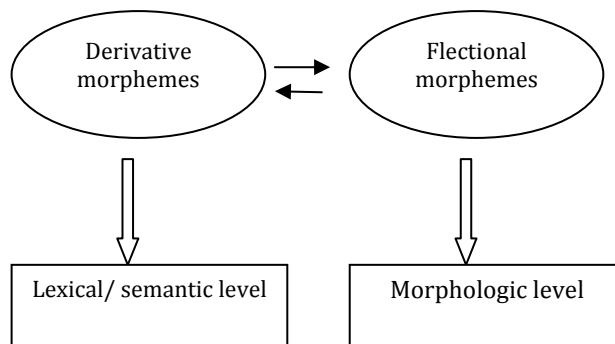 Derivative
morphemes
Flectional
morphemes
Lexical/ semantic level
Morphologic level